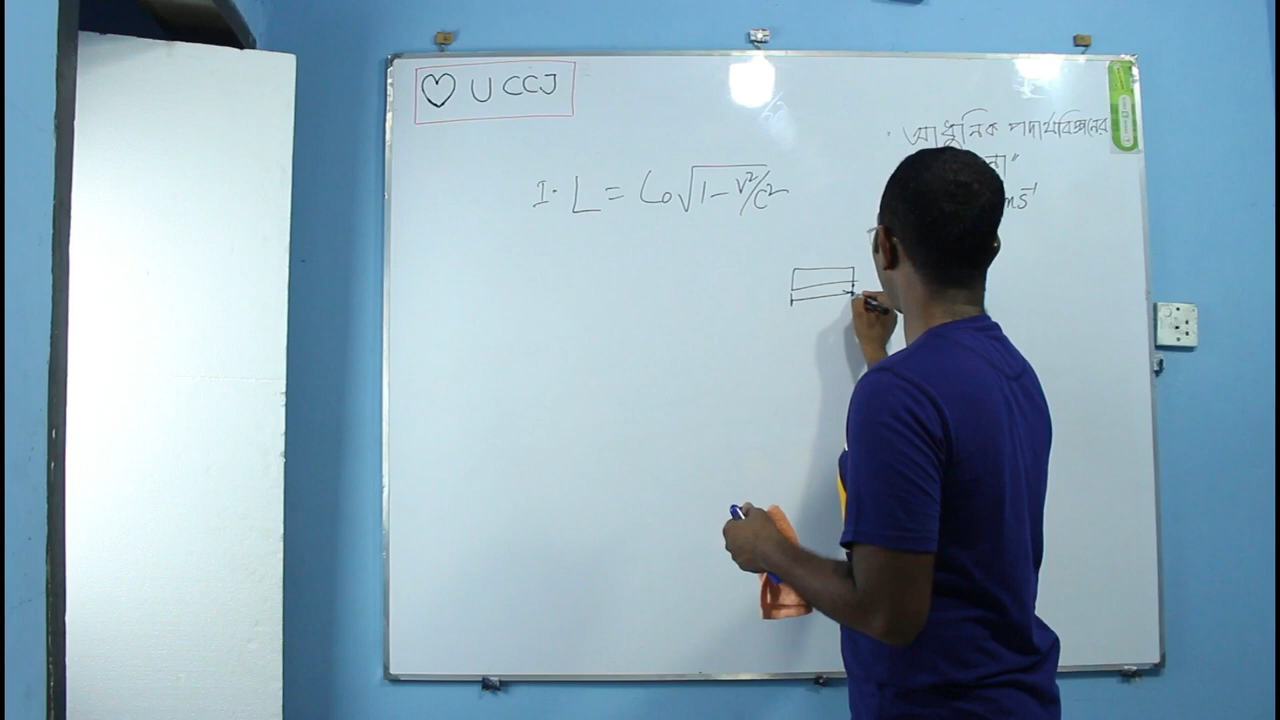 ♡ U CCJ
আধুনিক পদার্থবিজ্ঞানের
I. L = L₀√1-v²/c²
ms⁻¹